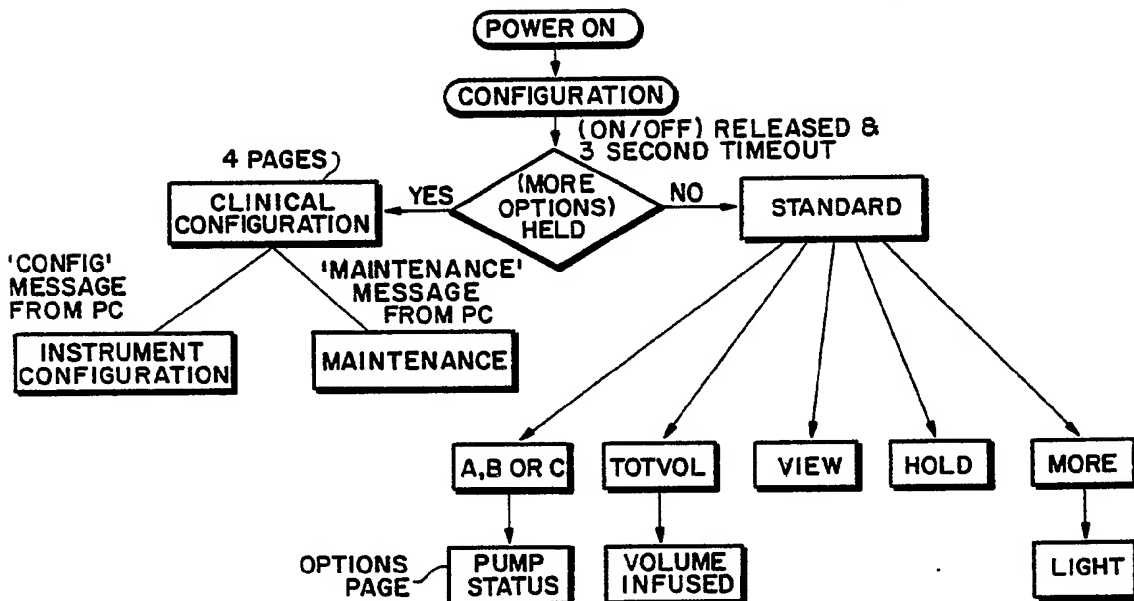 POWER ON
CONFIGURATION
(ON/OFF) RELEASED &
3 SECOND TIMEOUT
4 PAGES
CLINICAL
CONFIGURATION
YES
(MORE
OPTIONS)
HELD
NO
STANDARD
'CONFIG'
MESSAGE
FROM PC
'MAINTENANCE'
MESSAGE
FROM PC
INSTRUMENT
CONFIGURATION
MAINTENANCE
A,B OR C
TOTVOL
VIEW
HOLD
MORE
OPTIONS
PAGE
PUMP
STATUS
VOLUME
INFUSED
LIGHT